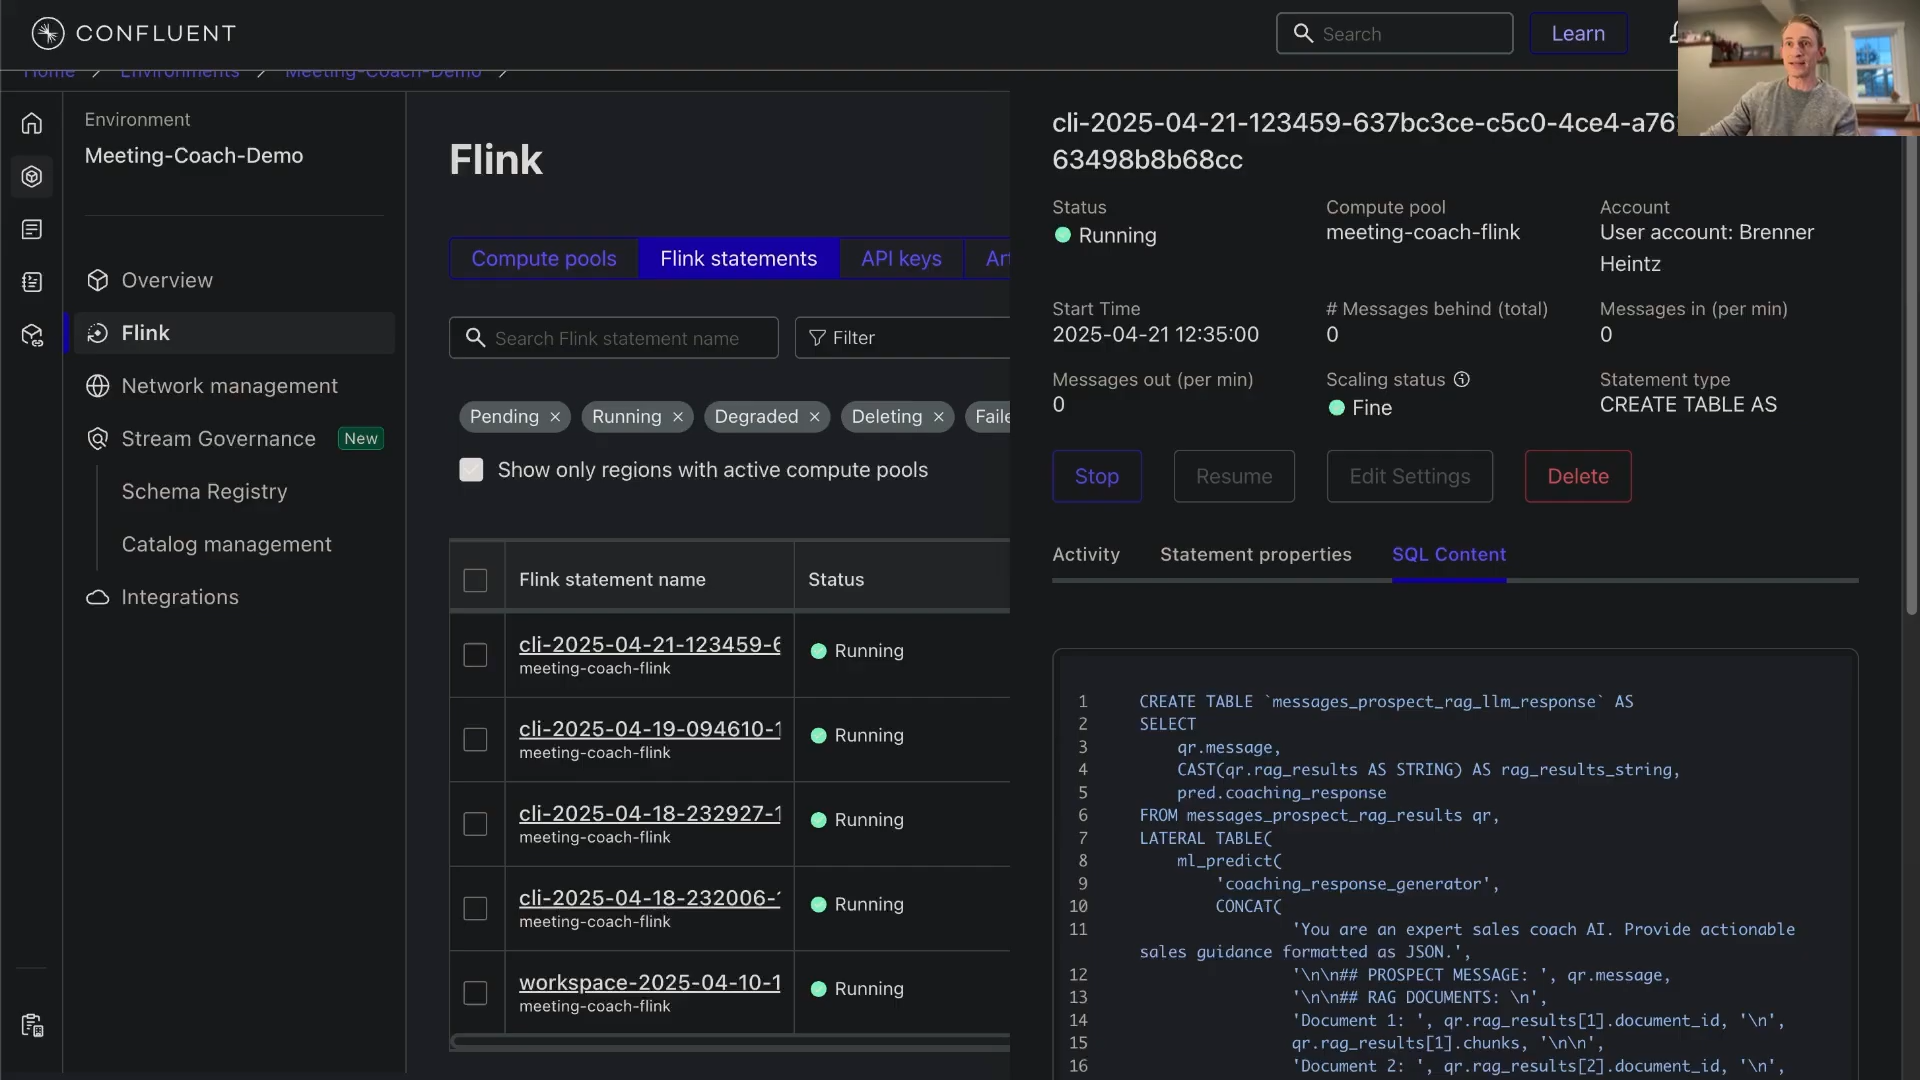 CONFLUENT
Search
Learn
Home / Environments / Meeting-Coach-Demo /
Environment
Meeting-Coach-Demo
Overview
Flink
Network management
Stream Governance New
Schema Registry
Catalog management
Integrations
Flink
Compute pools
Flink statements
API keys
Ar
Search Flink statement name
Filter
Pending ×
Running ×
Degraded ×
Deleting ×
Faile
Show only regions with active compute pools
Flink statement name
Status
cli-2025-04-21-123459-6
meeting-coach-flink
Running
cli-2025-04-19-094610-1
meeting-coach-flink
Running
cli-2025-04-18-232927-1
meeting-coach-flink
Running
cli-2025-04-18-232006-1
meeting-coach-flink
Running
workspace-2025-04-10-1
meeting-coach-flink
Running
cli-2025-04-21-123459-637bc3ce-c5c0-4ce4-a76
63498b8b68cc
Status
Running
Compute pool
meeting-coach-flink
Account
User account: Brenner
Heintz
Start Time
2025-04-21 12:35:00
# Messages behind (total)
0
Messages in (per min)
0
Messages out (per min)
0
Scaling status
Fine
Statement type
CREATE TABLE AS
Stop
Resume
Edit Settings
Delete
Activity
Statement properties
SQL Content
1 CREATE TABLE `messages_prospect_rag_llm_response` AS
2 SELECT
3 qr.message,
4 CAST(qr.rag_results AS STRING) AS rag_results_string,
5 pred.coaching_response
6 FROM messages_prospect_rag_results qr,
7 LATERAL TABLE(
8 ml_predict(
9 'coaching_response_generator',
10 CONCAT(
11 'You are an expert sales coach AI. Provide actionable
sales guidance formatted as JSON.',
12 '\n\n## PROSPECT MESSAGE: ', qr.message,
13 '\n\n## RAG DOCUMENTS: \n',
14 'Document 1: ', qr.rag_results[1].document_id, '\n',
15 qr.rag_results[1].chunks, '\n\n',
16 'Document 2: ', qr.rag_results[2].document_id, '\n',